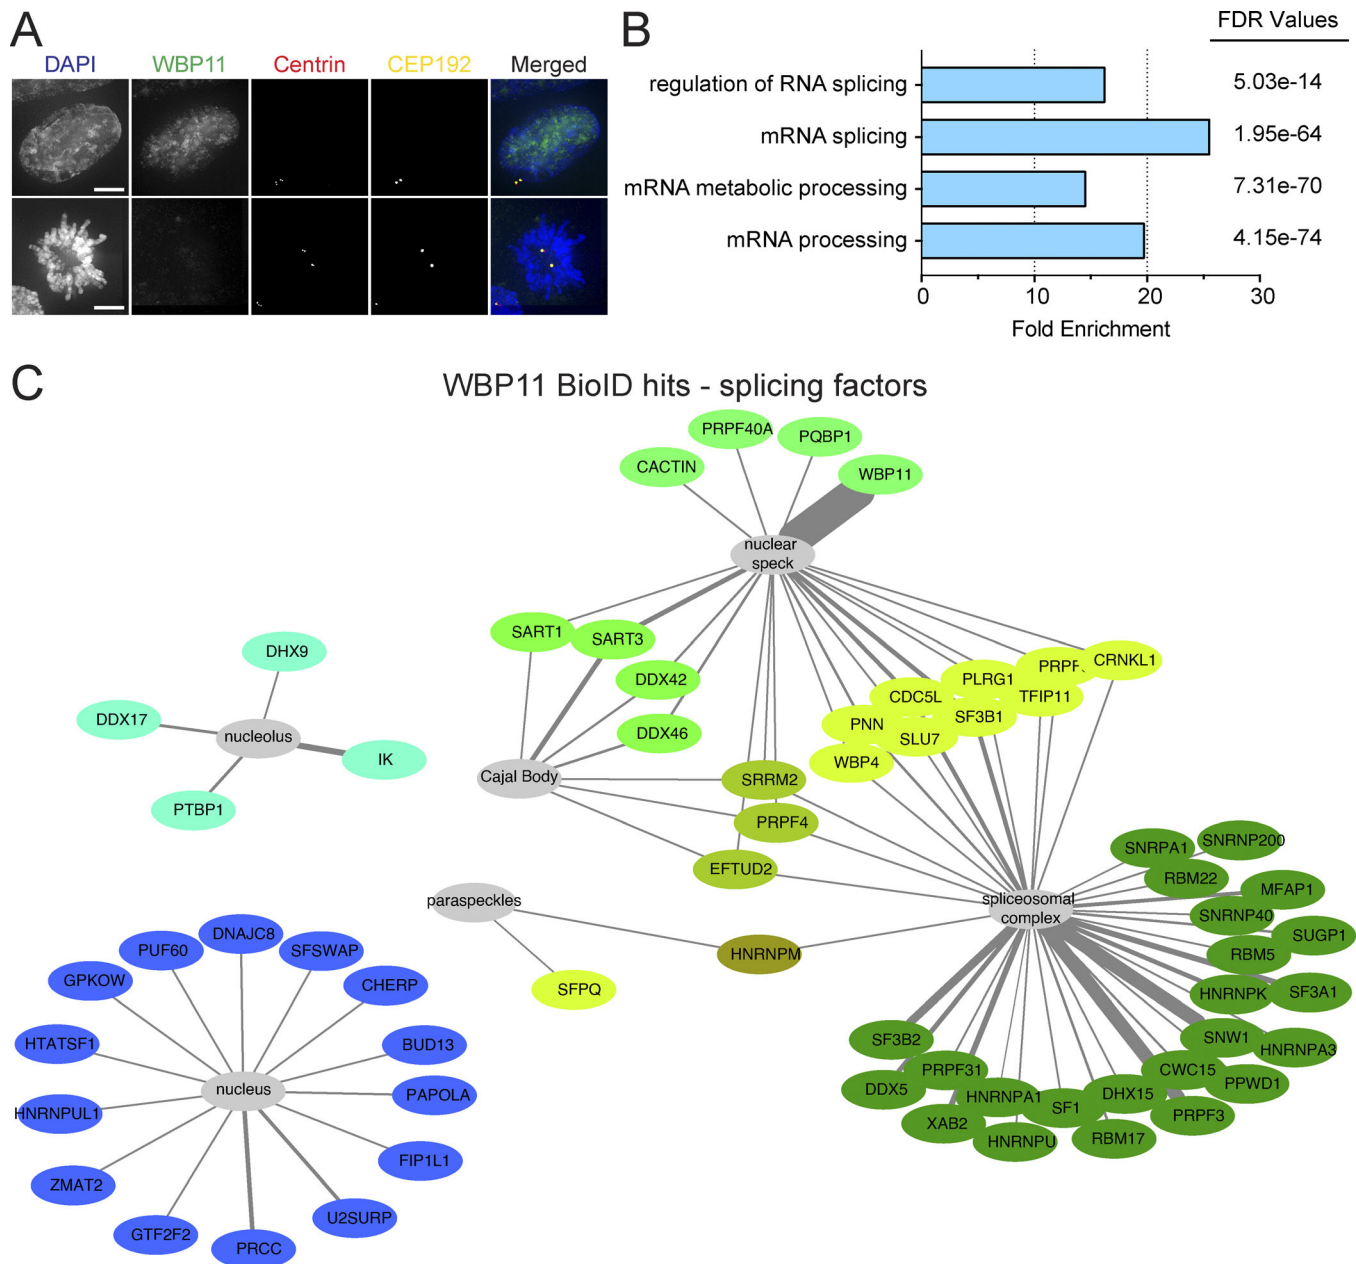 A
DAPI WBP11 Centrin CEP192 Merged
B
FDR Values
regulation of RNA splicing 5.03e-14
mRNA splicing 1.95e-64
mRNA metabolic processing 7.31e-70
mRNA processing 4.15e-74
0 10 20 30
Fold Enrichment
C
WBP11 BioID hits - splicing factors
PRPF40A
PQBP1
CACTIN
WBP11
nuclear
speck
SART1
SART3
DDX42
DDX46
Cajal Body
CRNKL1
PLRG1
TFIP11
CDC5L
SF3B1
PNN
SLU7
WBP4
SRRM2
PRPF4
EFTUD2
DHX9
DDX17
nucleolus
IK
PTBP1
paraspeckles
HNRNPM
SFPQ
spliceosomal
complex
SNRPA1
SNRNP200
RBM22
MFAP1
SNRNP40
SUGP1
RBM5
HNRNPK
SF3A1
SNW1
HNRNPA3
CWC15
PPWD1
PRPF3
DHX15
RBM17
SF1
HNRNPU
HNRNPA1
XAB2
PRPF31
DDX5
SF3B2
DNAJC8
PUF60
SFSWAP
GPKOW
CHERP
HTATSF1
BUD13
nucleus
PAPOLA
HNRNPUL1
FIP1L1
ZMAT2
U2SURP
GTF2F2
PRCC